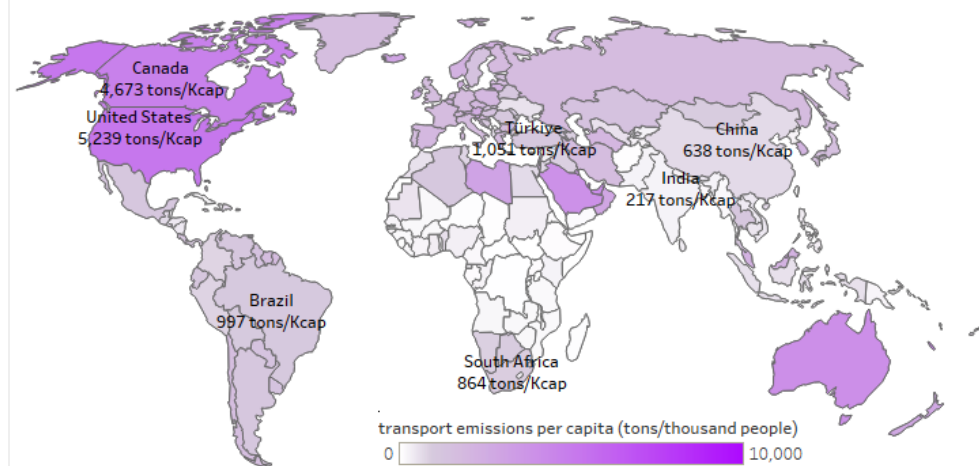 Canada
4,673 tons/Kcap
United States
5,239 tons/Kcap
Türkiye
1,051 tons/Kcap
China
638 tons/Kcap
India
217 tons/Kcap
Brazil
997 tons/Kcap
South Africa
864 tons/Kcap
transport emissions per capita (tons/thousand people)
0
10,000